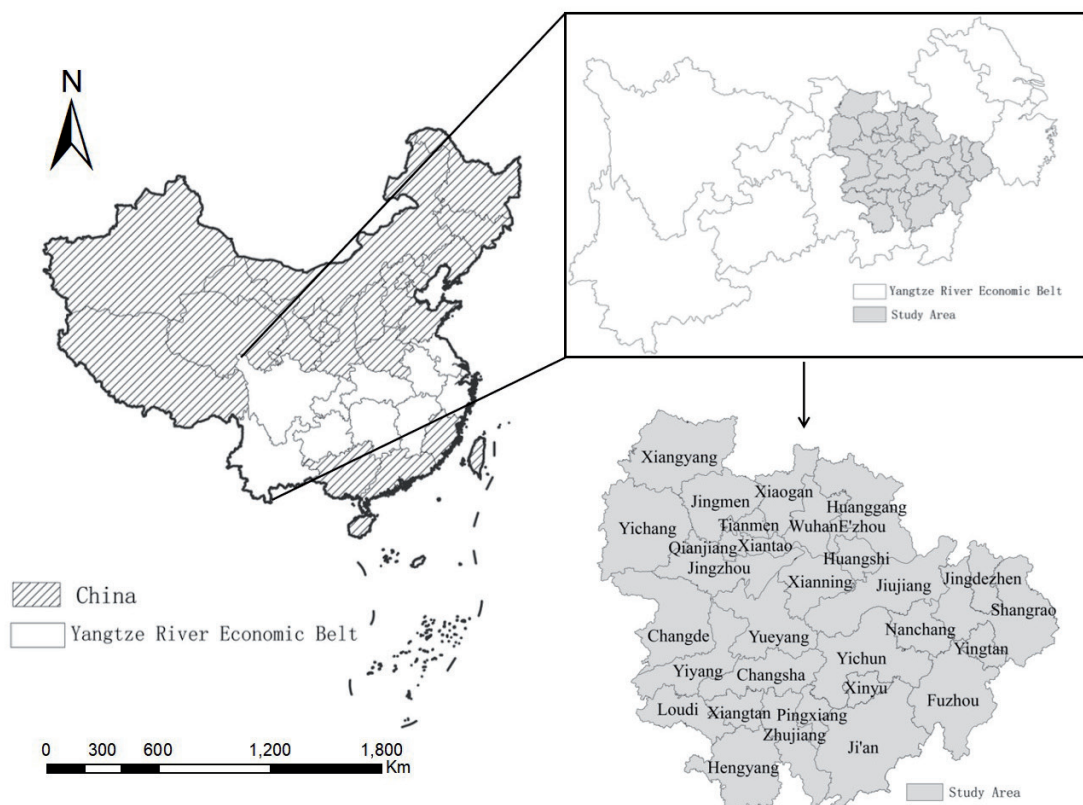 N
China
Yangtze River Economic Belt
0 300 600 1,200 1,800
Km
Yangtze River Economic Belt
Study Area
Xiangyang
Jingmen
Xiaogan
Huanggang
Yichang
Tianmen
Wuhan
E'zhou
Qianjiang
Xiantao
Jingzhou
Huangshi
Xianning
Jiujiang
Jingdezhen
Shangrao
Changde
Yueyang
Nanchang
Yingtan
Yichun
Yiyang
Changsha
Xinyu
Fuzhou
Loudi
Xiangtan
Pingxiang
Zhujiang
Ji'an
Hengyang
Study Area